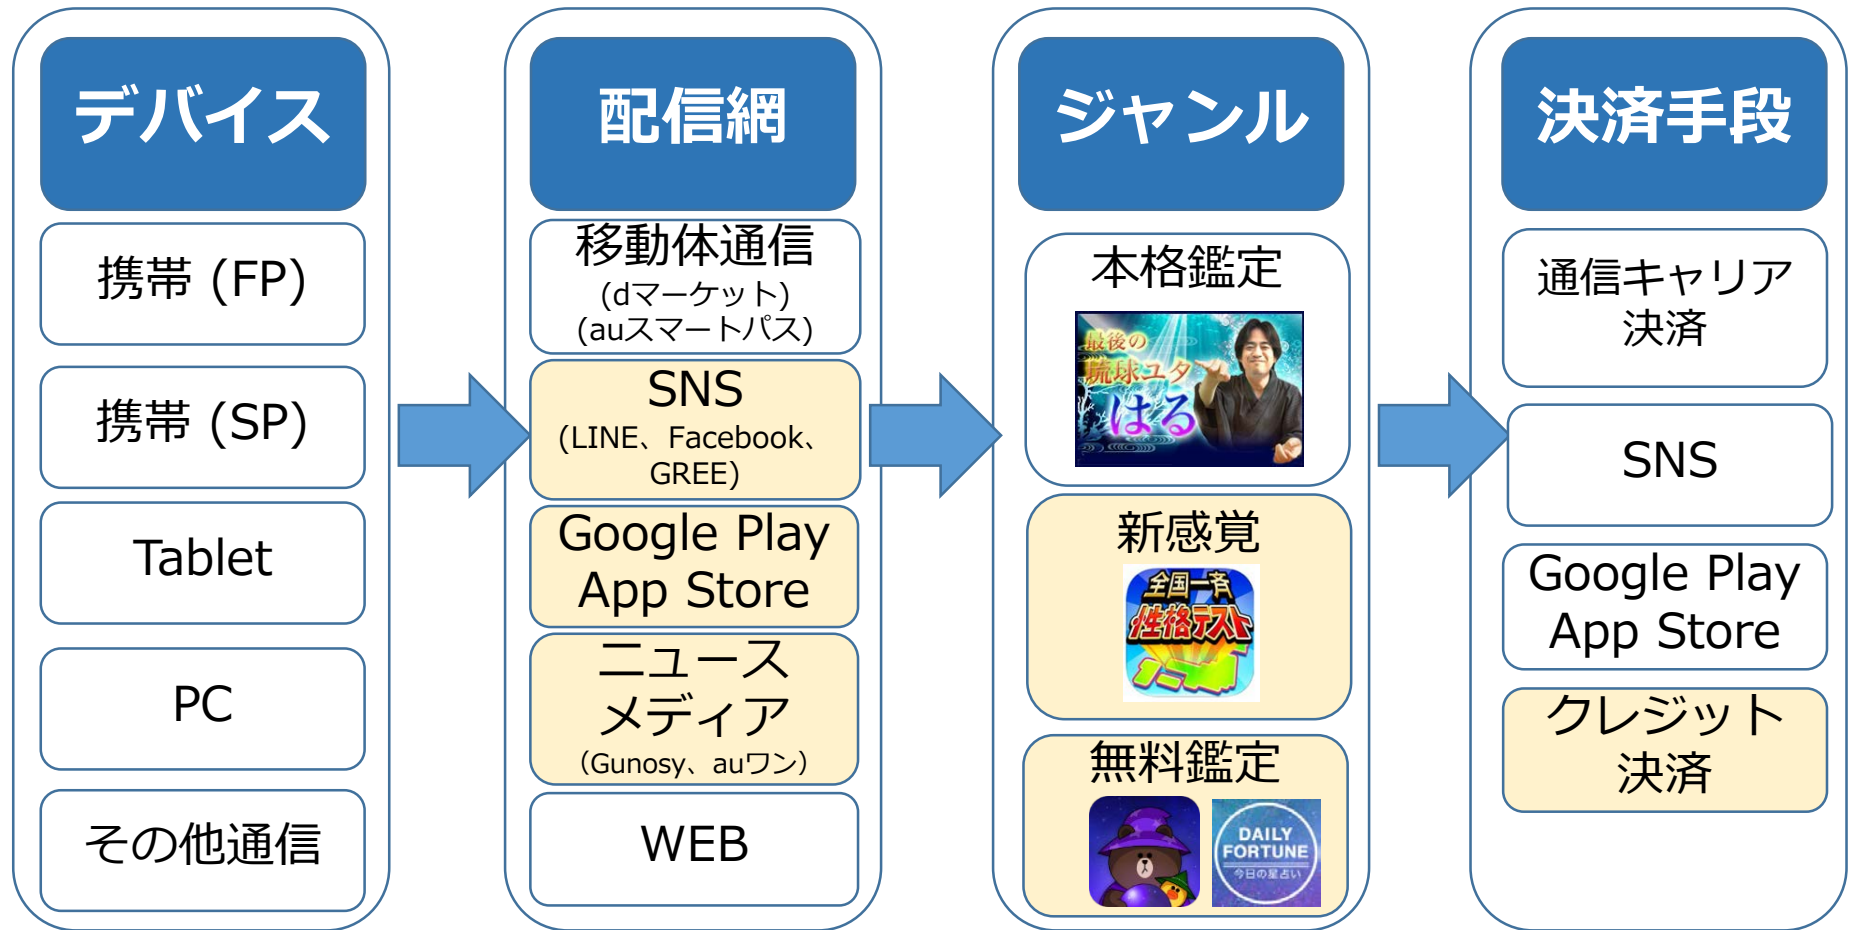 デバイス
携帯 (FP)
携帯 (SP)
Tablet
PC
その他通信
配信網
移動体通信
(dマーケット)
(auスマートパス)
SNS
(LINE、Facebook、
GREE)
Google Play
App Store
ニュース
メディア
（Gunosy、auワン）
WEB
ジャンル
本格鑑定
最後の
琉球ユタ
はる
新感覚
全国一斉
性格テスト
無料鑑定
DAILY
FORTUNE
今日の星占い
決済手段
通信キャリア
決済
SNS
Google Play
App Store
クレジット
決済